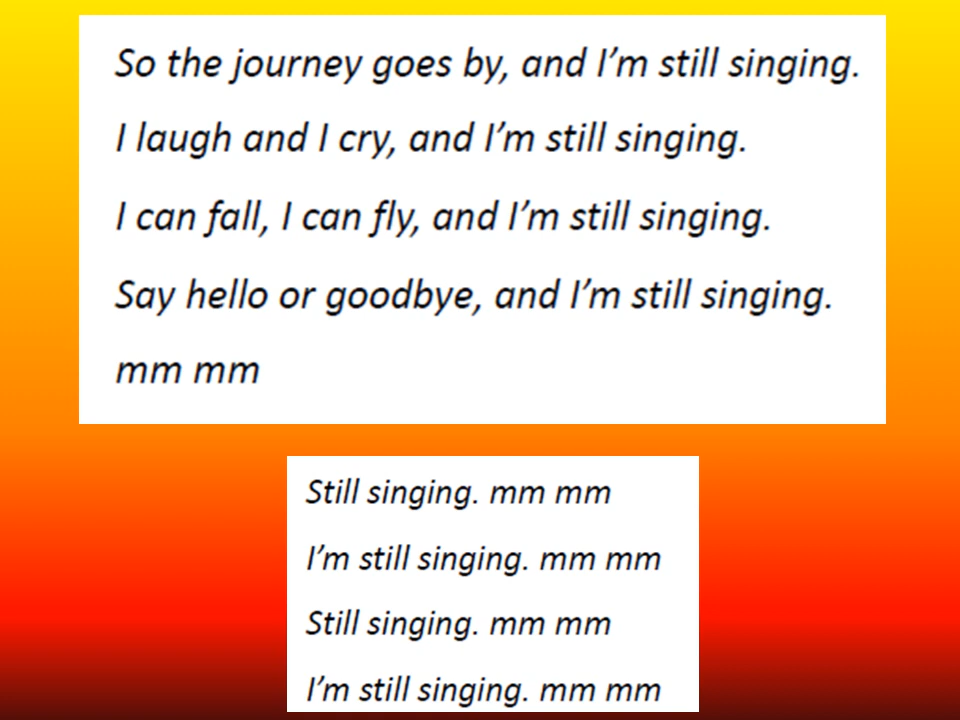 So the journey goes by, and I’m still singing.
I laugh and I cry, and I’m still singing.
I can fall, I can fly, and I’m still singing.
Say hello or goodbye, and I’m still singing.
mm mm
Still singing. mm mm
I’m still singing. mm mm
Still singing. mm mm
I’m still singing. mm mm